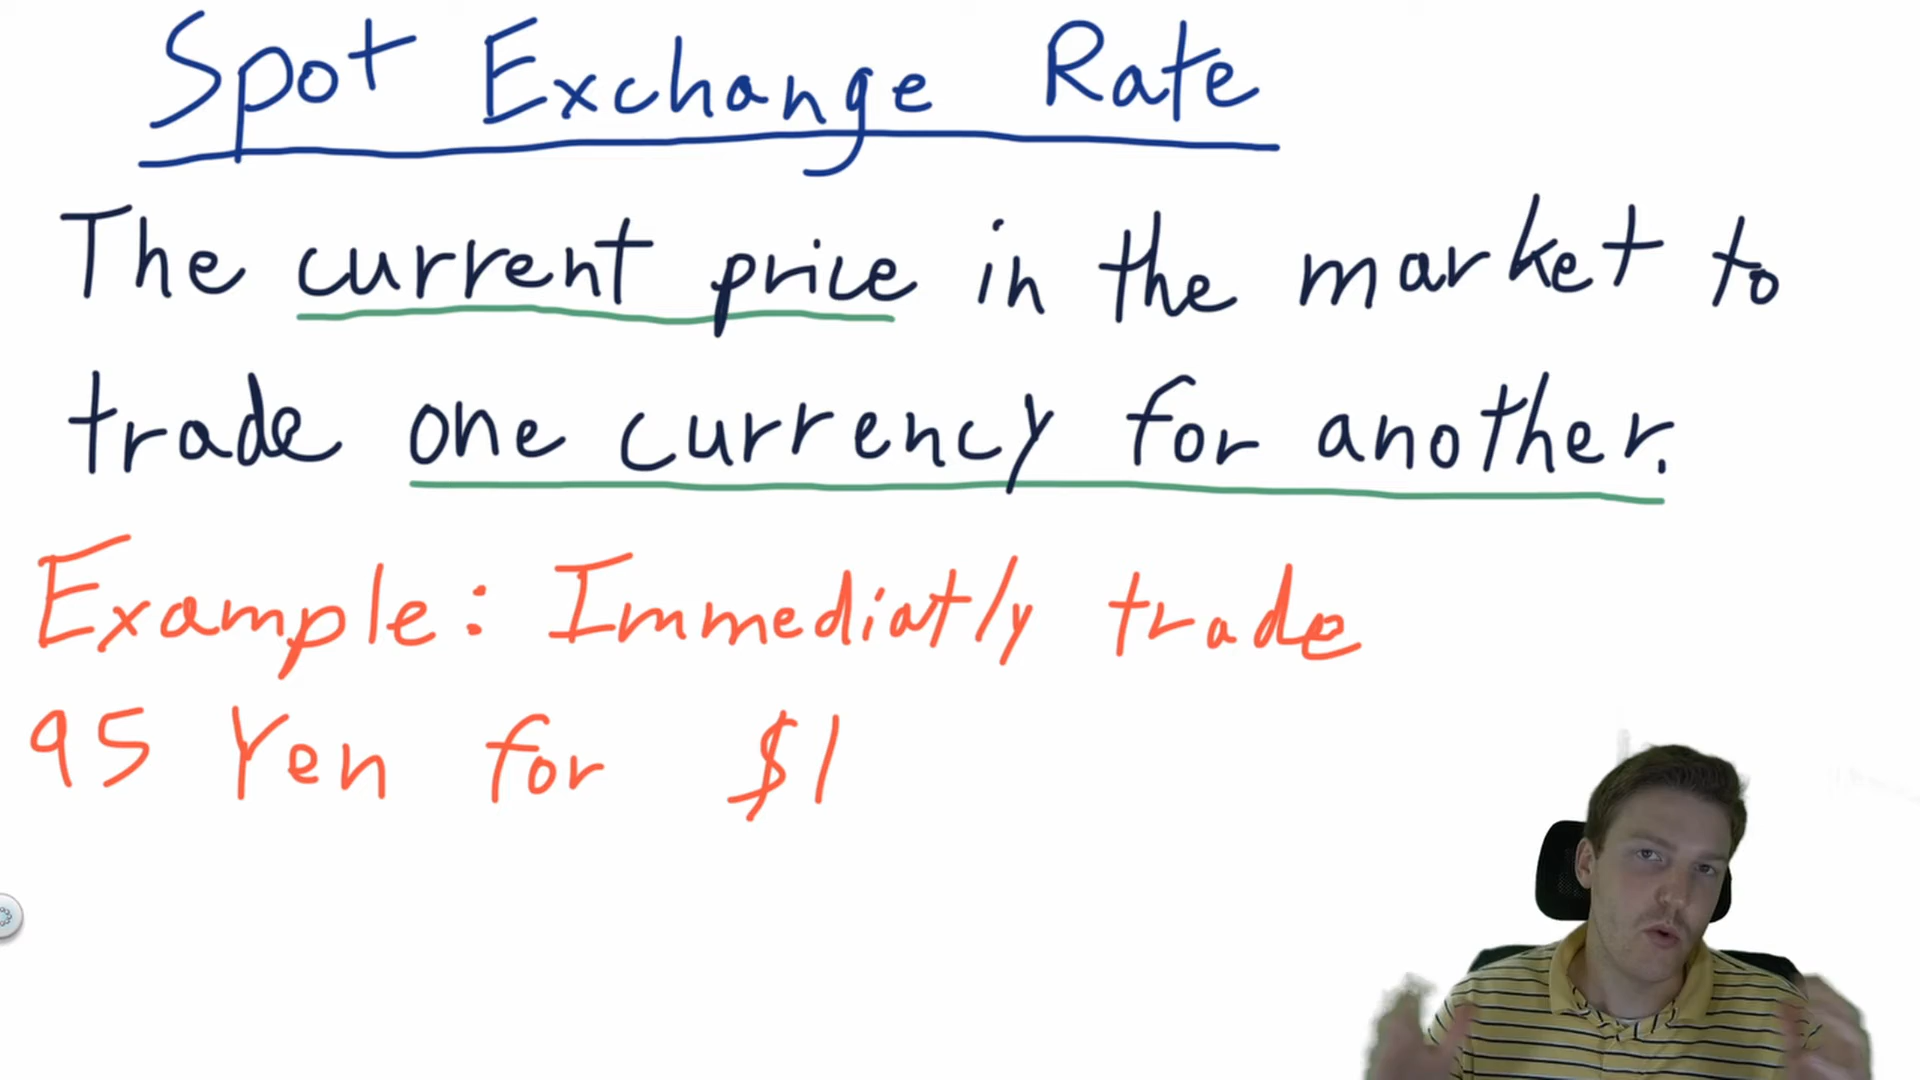 Spot Exchange Rate
The current price in the market to
trade one currency for another.
Example: Immediatly trade
95 Yen for $1